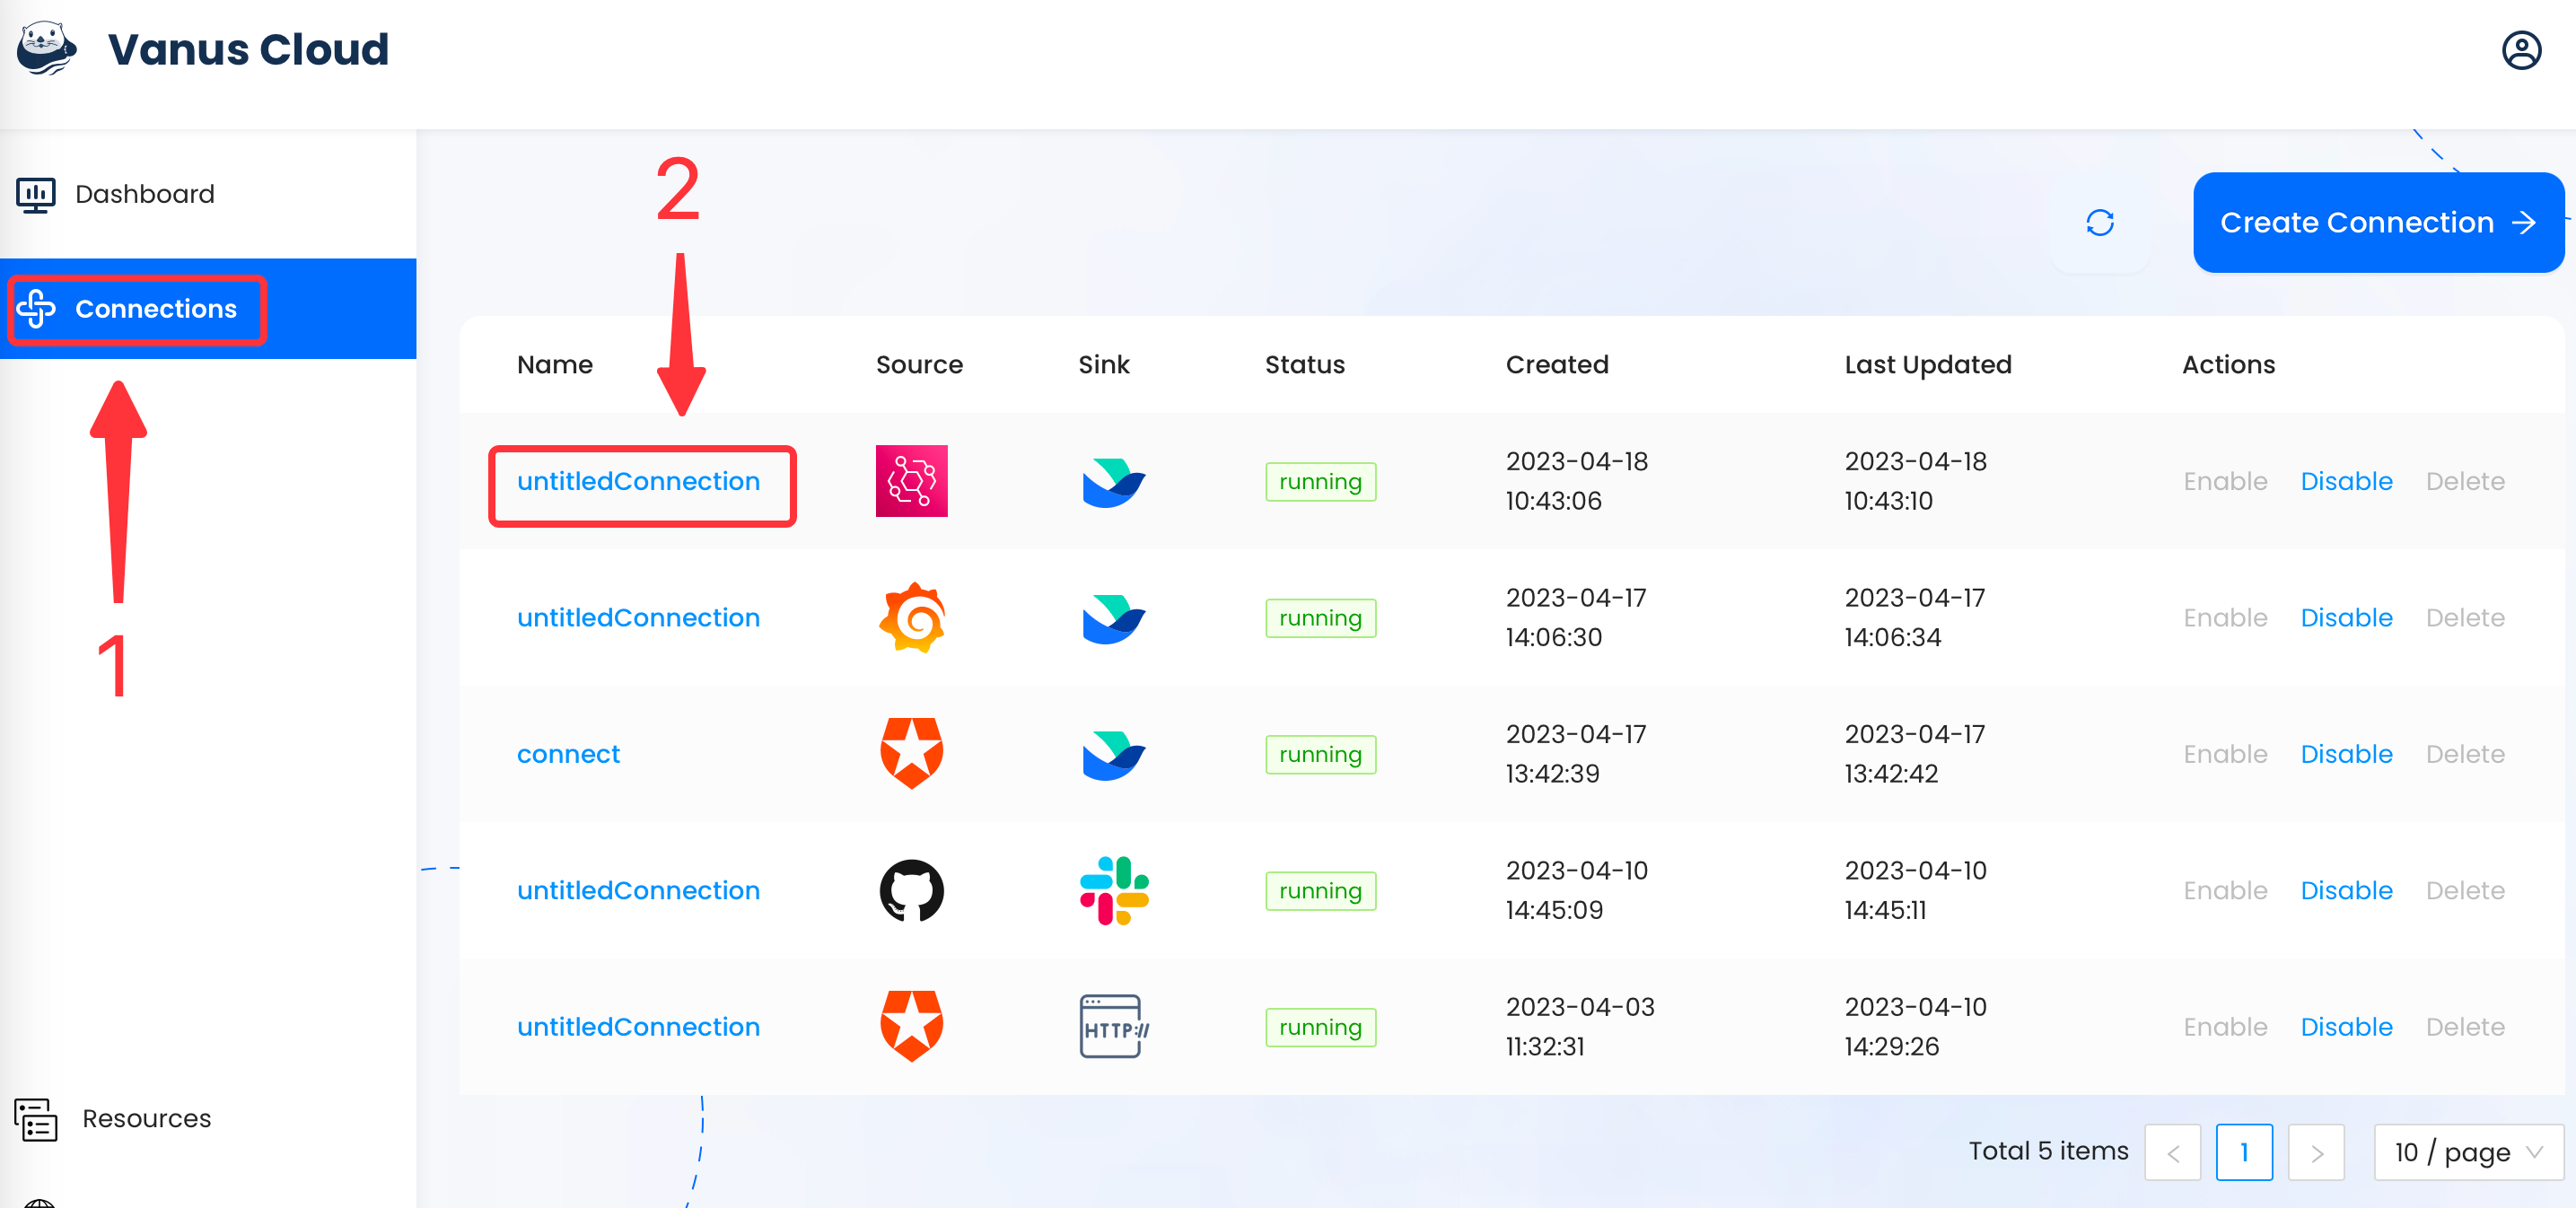 Vanus Cloud
Dashboard
Connections
1
Resources
2
Create Connection
Name Source Sink Status Created Last Updated Actions
untitledConnection running 2023-04-18 10:43:06 2023-04-18 10:43:10 Enable Disable Delete
untitledConnection running 2023-04-17 14:06:30 2023-04-17 14:06:34 Enable Disable Delete
connect running 2023-04-17 13:42:39 2023-04-17 13:42:42 Enable Disable Delete
untitledConnection running 2023-04-10 14:45:09 2023-04-10 14:45:11 Enable Disable Delete
untitledConnection HTTP:// running 2023-04-03 11:32:31 2023-04-10 14:29:26 Enable Disable Delete
Total 5 items < 1 > 10 / page